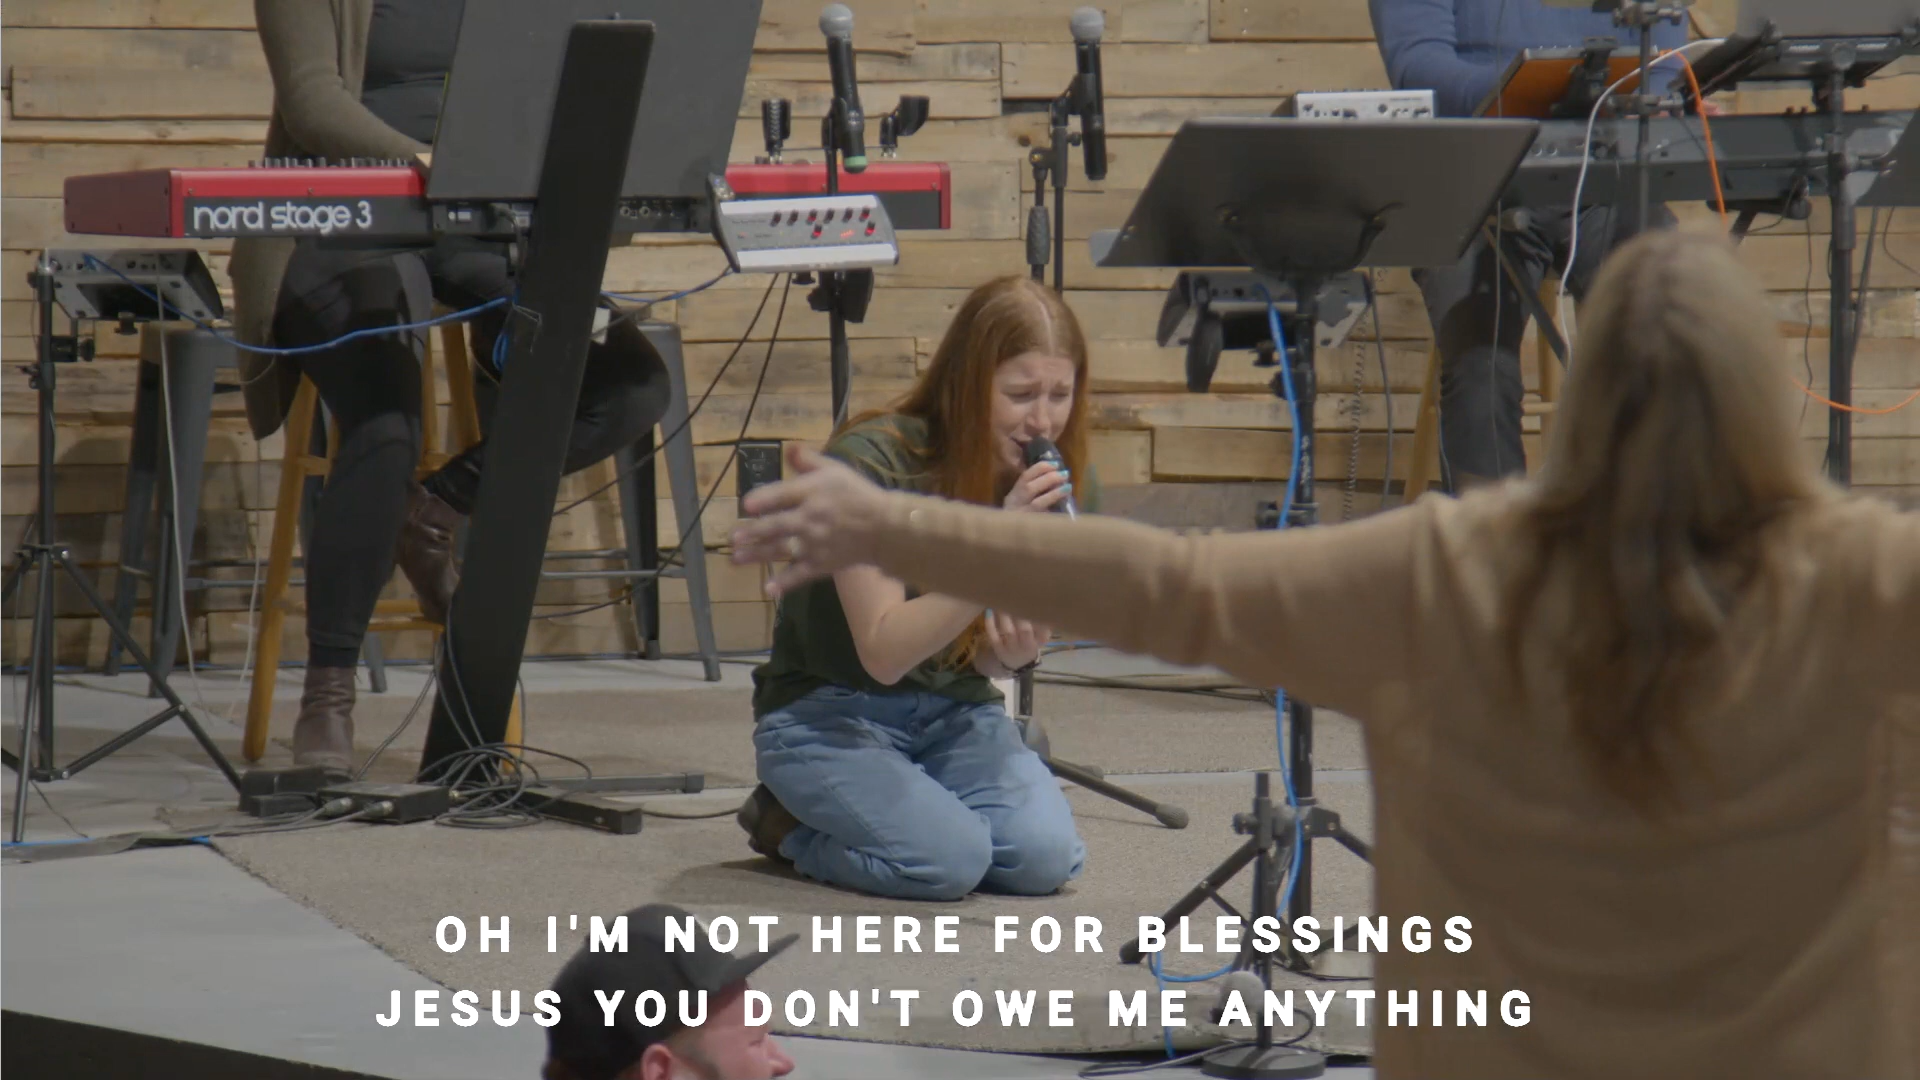 nord stage 3
OH I'M NOT HERE FOR BLESSINGS
JESUS YOU DON'T OWE ME ANYTHING